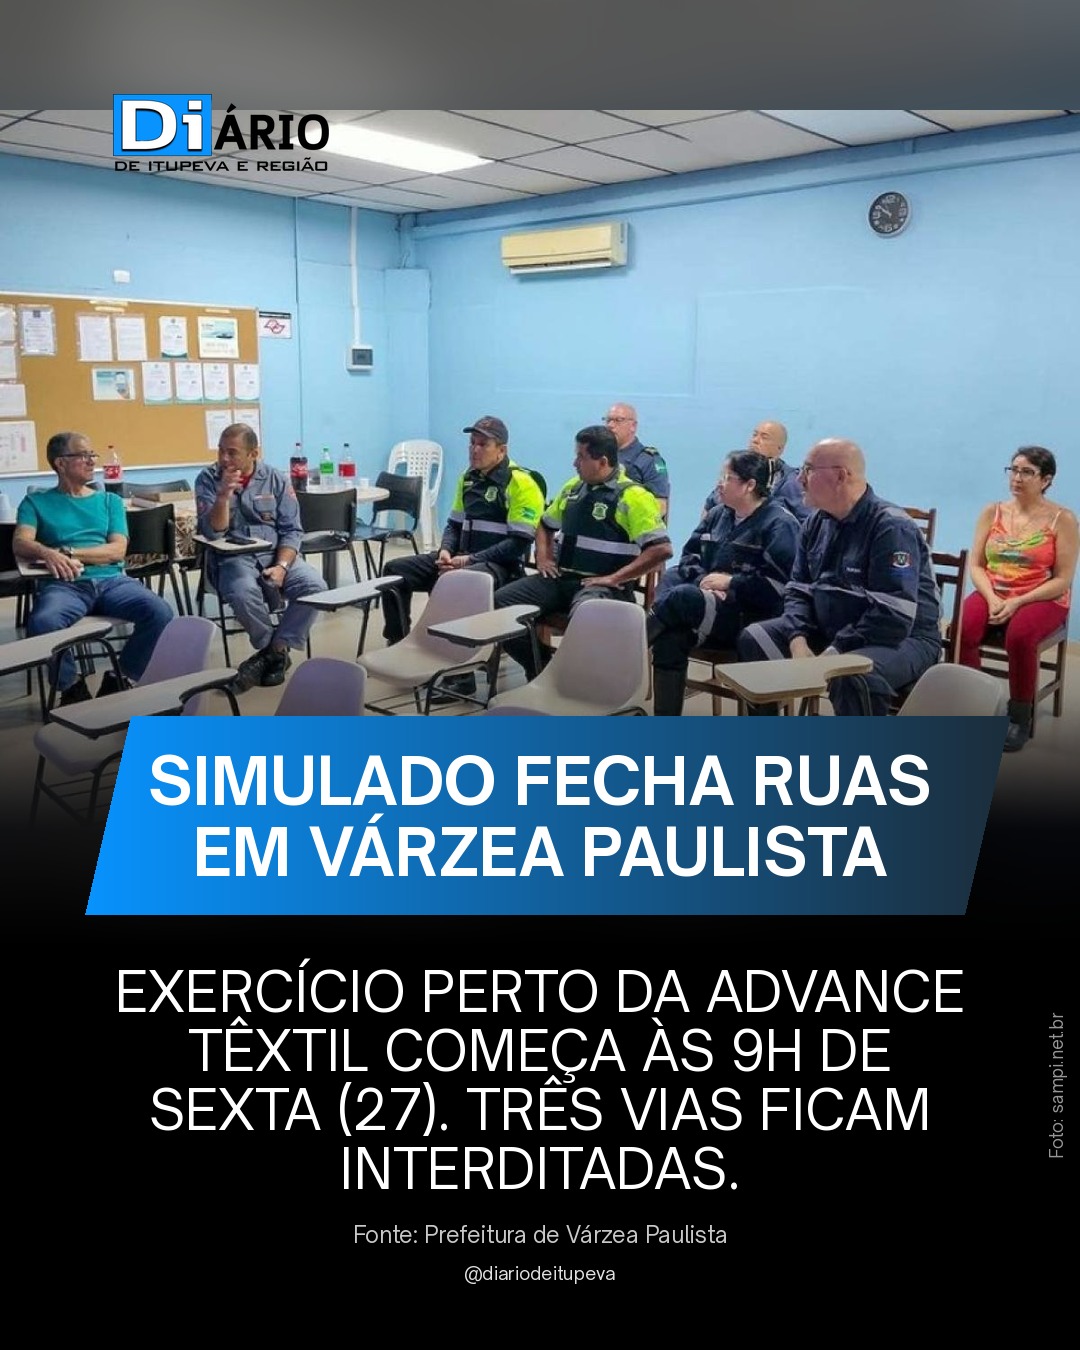 DiÁRIO
DE ITUPEVA E REGIÃO
SIMULADO FECHA RUAS
EM VÁRZEA PAULISTA
EXERCÍCIO PERTO DA ADVANCE
TÊXTIL COMEÇA ÀS 9H DE
SEXTA (27). TRÊS VIAS FICAM
INTERDITADAS.
Foto: sampi.net.br
Fonte: Prefeitura de Várzea Paulista
@diariodeitupeva